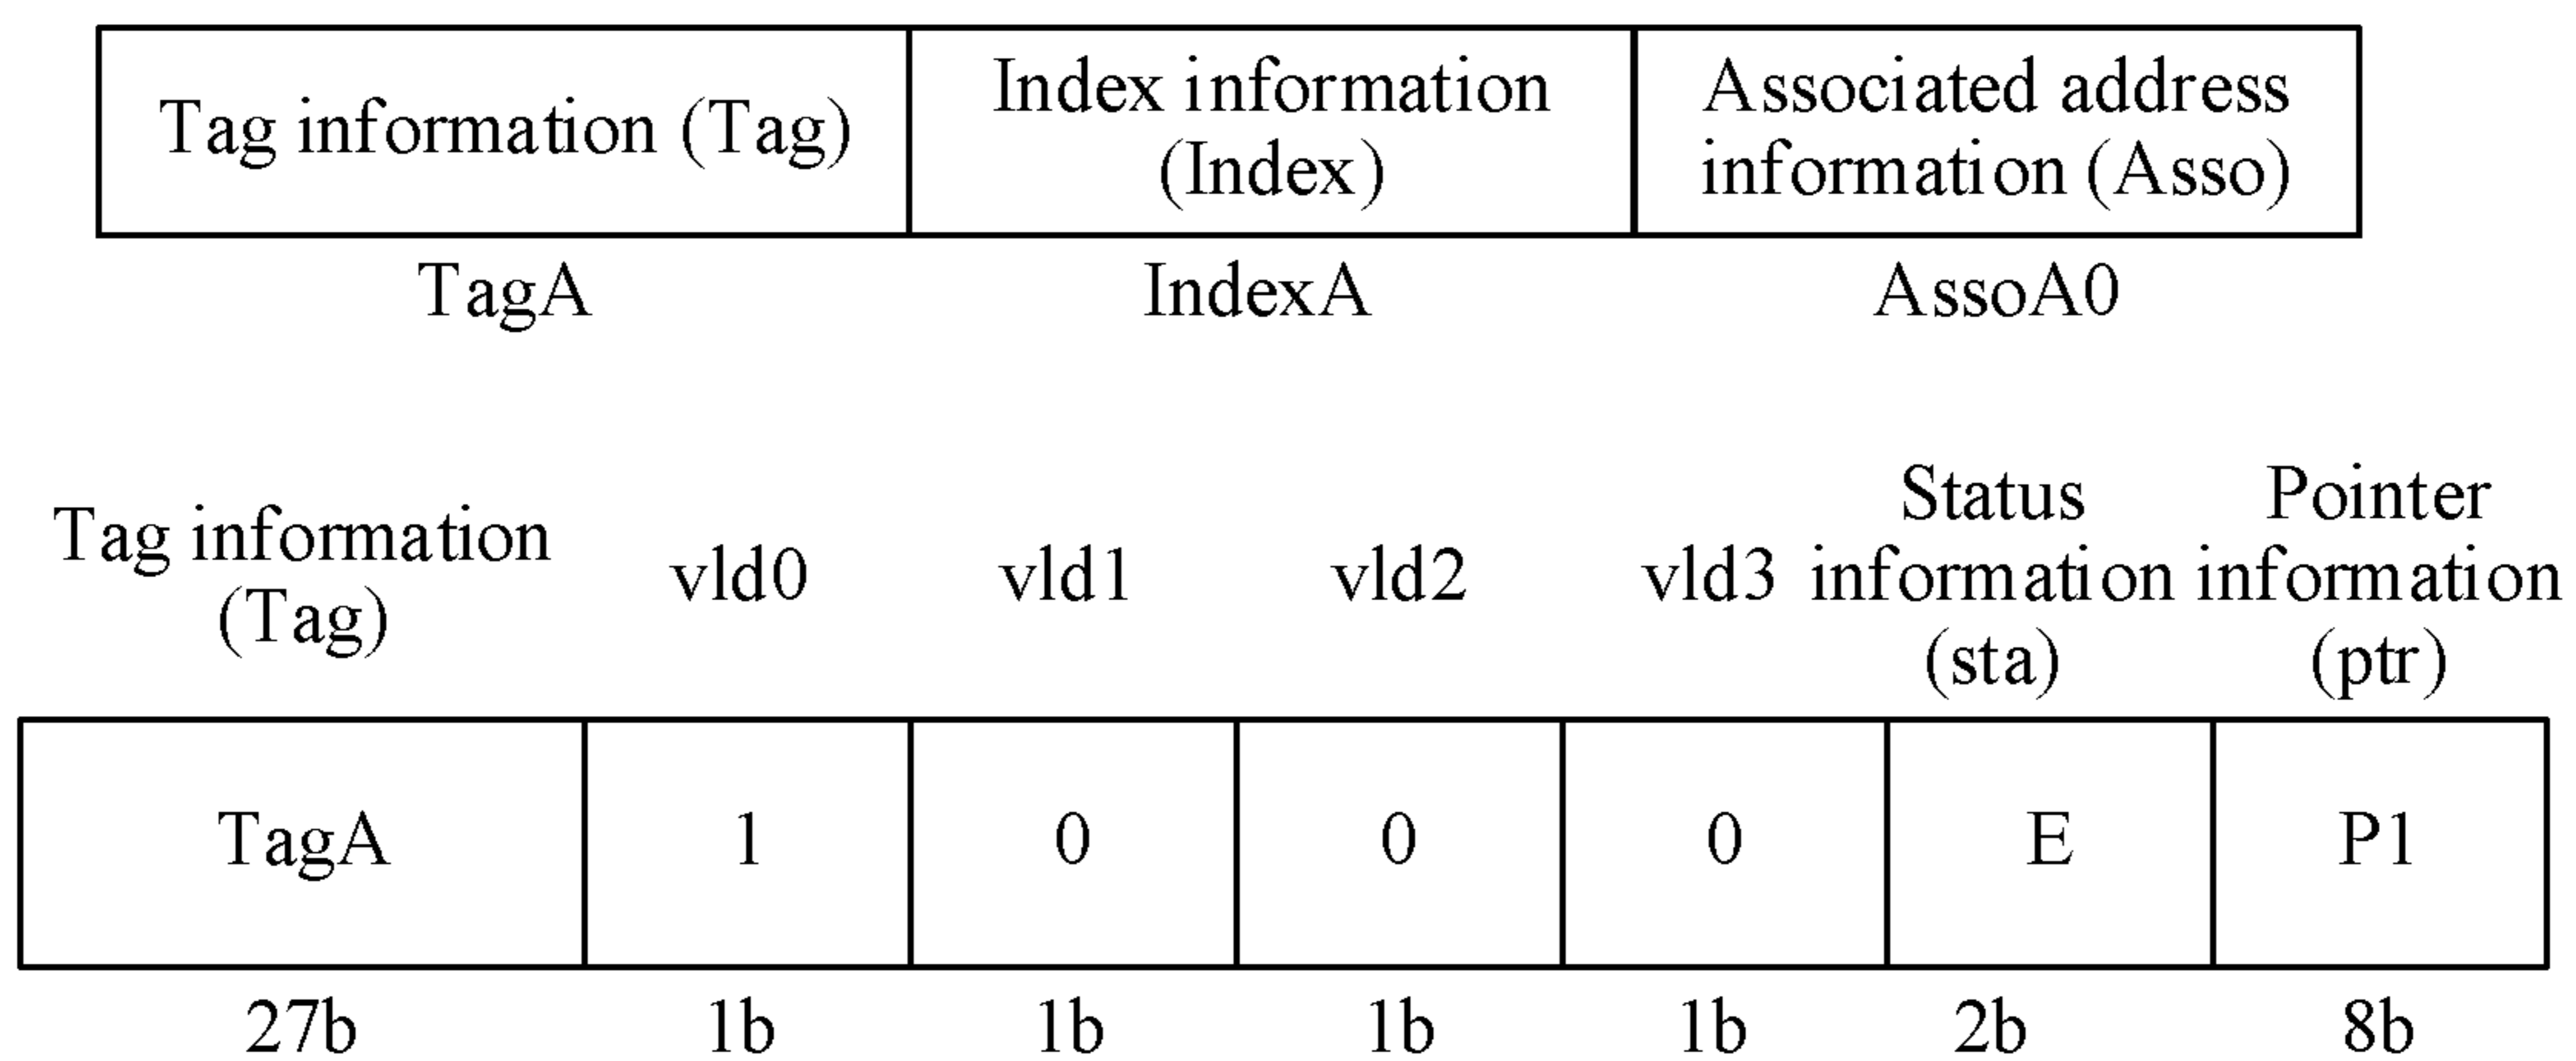 Tag information (Tag)
Index information
(Index)
Associated address
information (Asso)
TagA
IndexA
AssoA0
Tag information
(Tag)
vld0
vld1
vld2
vld3
Status
information
(sta)
Pointer
information
(ptr)
TagA
1
0
0
0
E
P1
27b
1b
1b
1b
1b
2b
8b